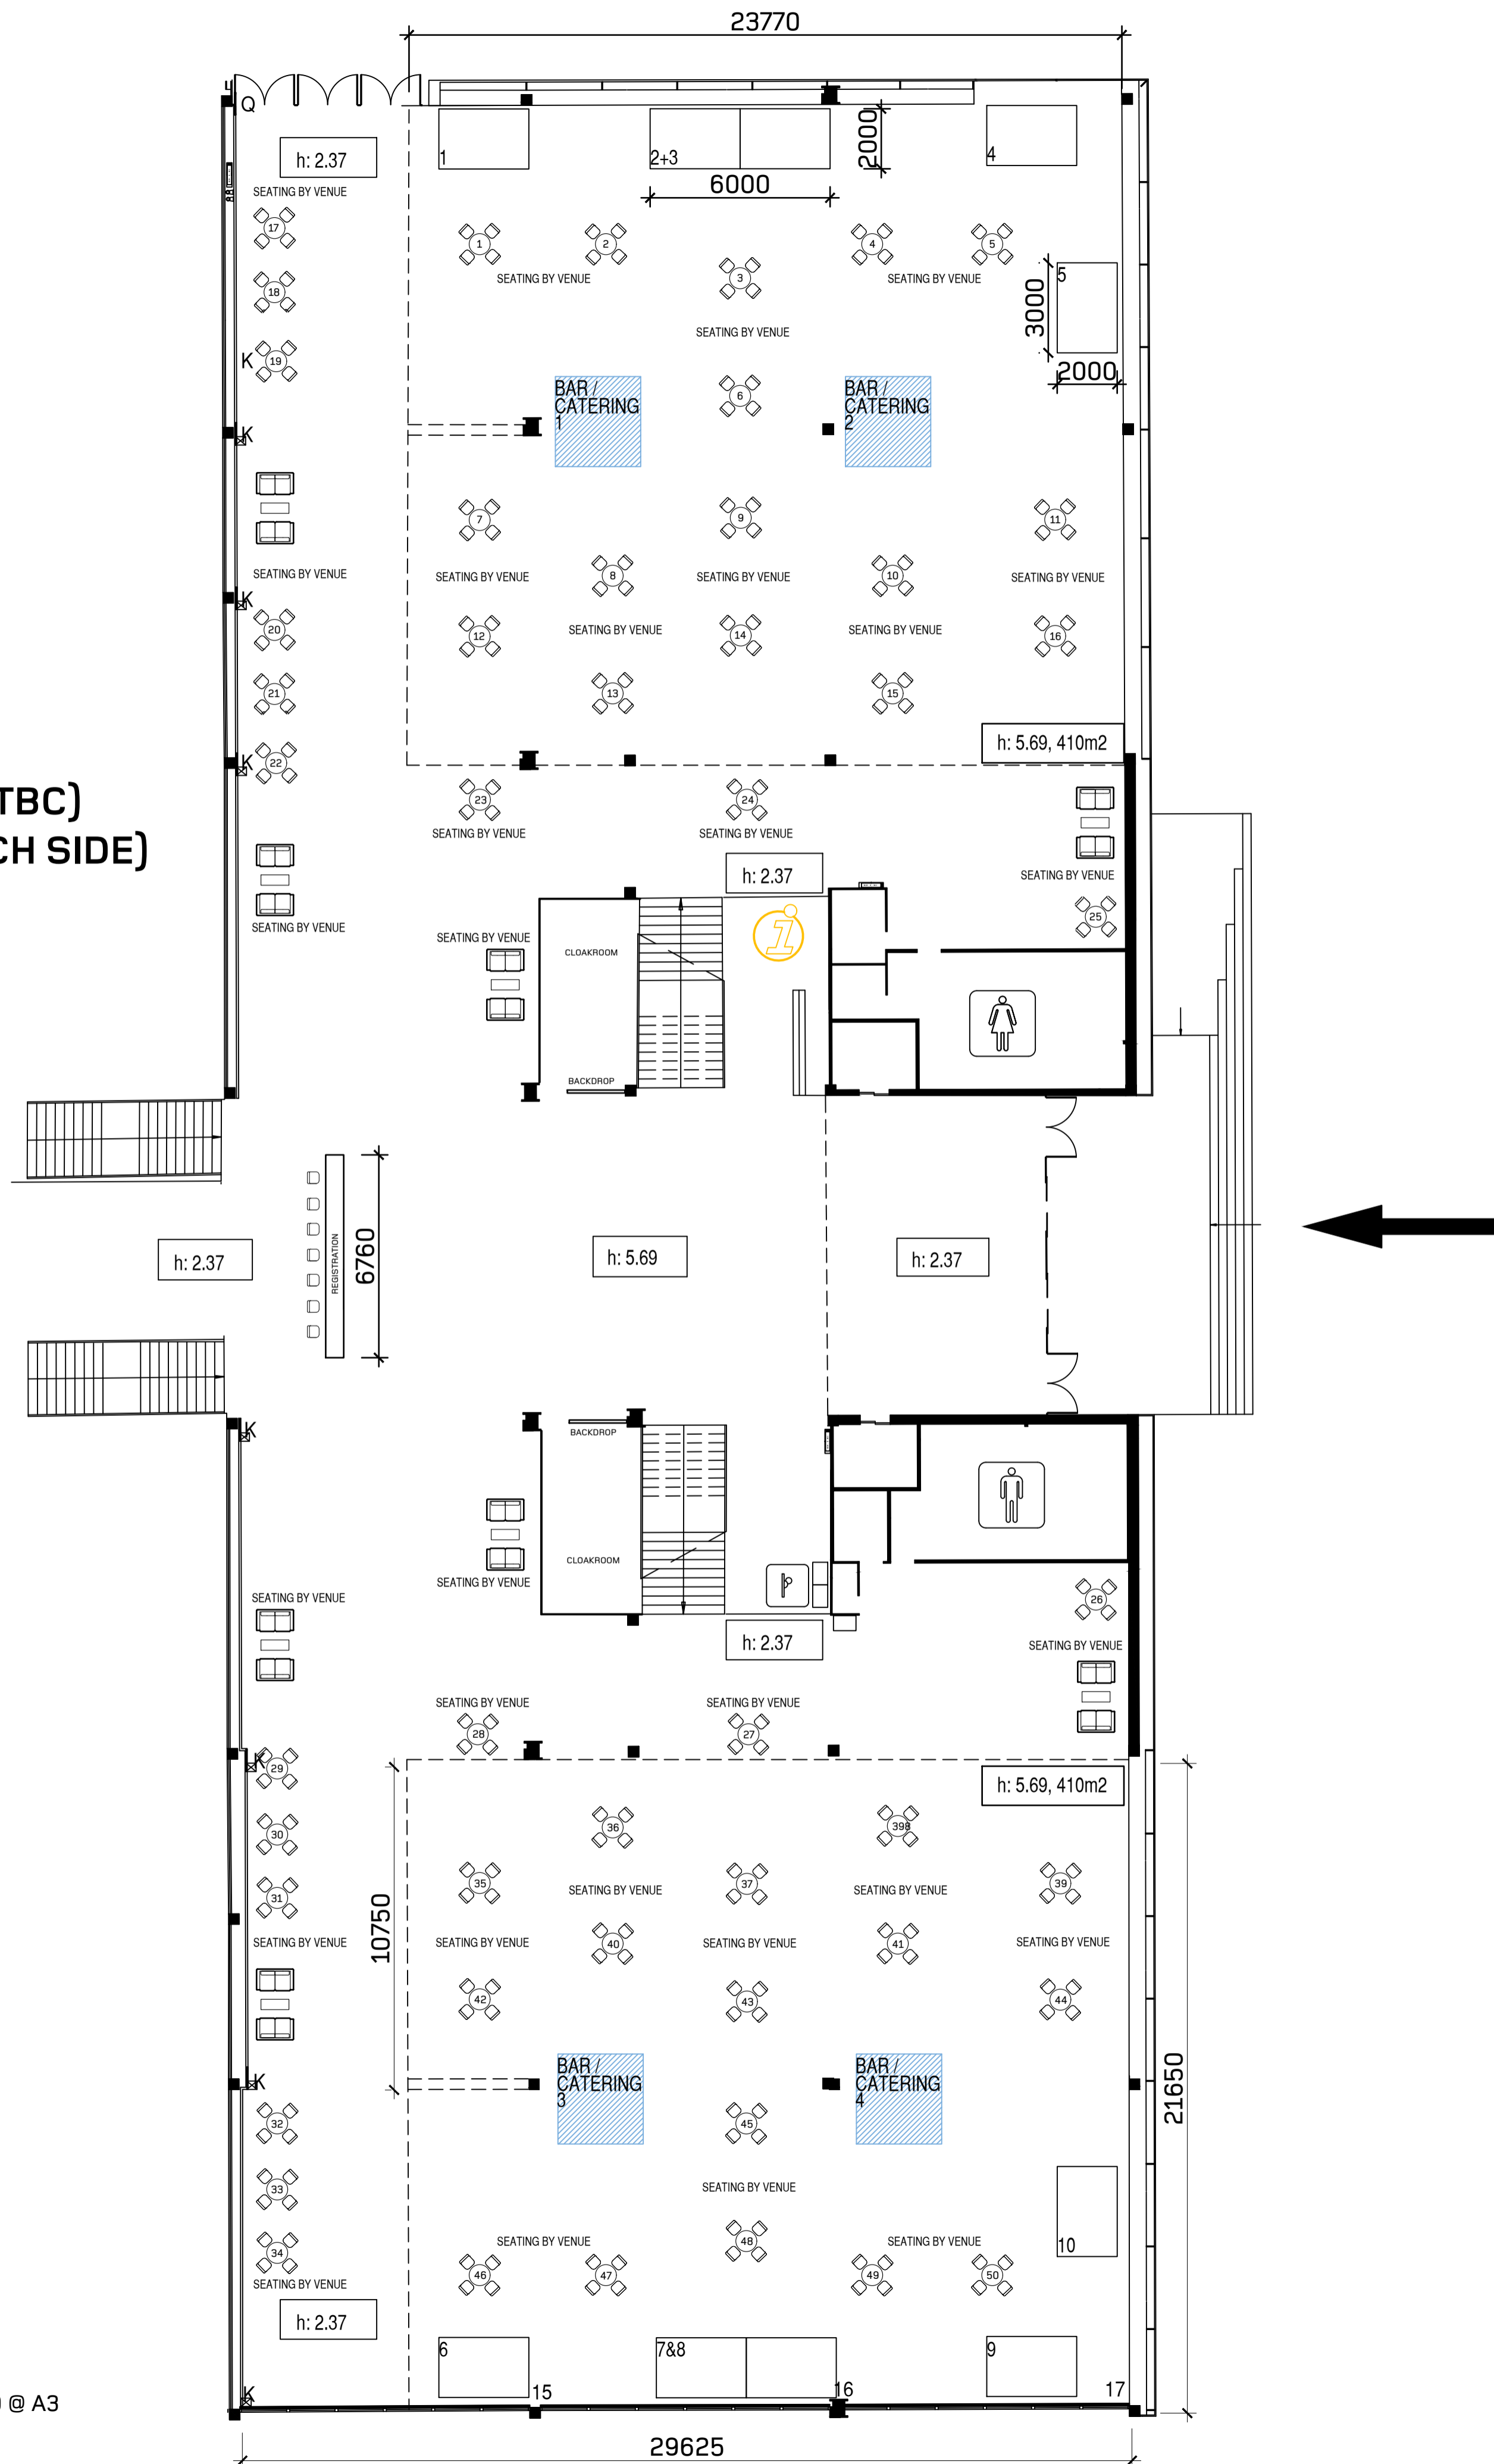 23770
Q
h: 2.37
1
2+3
2000
4
6000
SEATING BY VENUE
17
1
2
4
5
SEATING BY VENUE
SEATING BY VENUE
3
5
3000
18
SEATING BY VENUE
K
19
2000
BAR /
CATERING
1
6
BAR /
CATERING
2
K
7
9
11
SEATING BY VENUE
SEATING BY VENUE
8
SEATING BY VENUE
10
SEATING BY VENUE
K
20
12
SEATING BY VENUE
14
SEATING BY VENUE
16
21
13
15
h: 5.69, 410m2
K
22
TBC)
23
24
SEATING BY VENUE
SEATING BY VENUE
CH SIDE)
h: 2.37
SEATING BY VENUE
25
SEATING BY VENUE
SEATING BY VENUE
CLOAKROOM
i
BACKDROP
REGISTRATION
6760
h: 2.37
h: 5.69
h: 2.37
K
BACKDROP
CLOAKROOM
SEATING BY VENUE
SEATING BY VENUE
26
h: 2.37
SEATING BY VENUE
SEATING BY VENUE
SEATING BY VENUE
28
27
K
29
h: 5.69, 410m2
30
36
398
35
SEATING BY VENUE
37
SEATING BY VENUE
39
31
10750
SEATING BY VENUE
SEATING BY VENUE
40
SEATING BY VENUE
41
SEATING BY VENUE
42
43
44
BAR /
CATERING
3
BAR /
CATERING
4
K
21650
32
45
33
SEATING BY VENUE
34
SEATING BY VENUE
48
SEATING BY VENUE
10
SEATING BY VENUE
46
47
49
50
h: 2.37
6
7&8
9
15
16
17
K
@ A3
29625